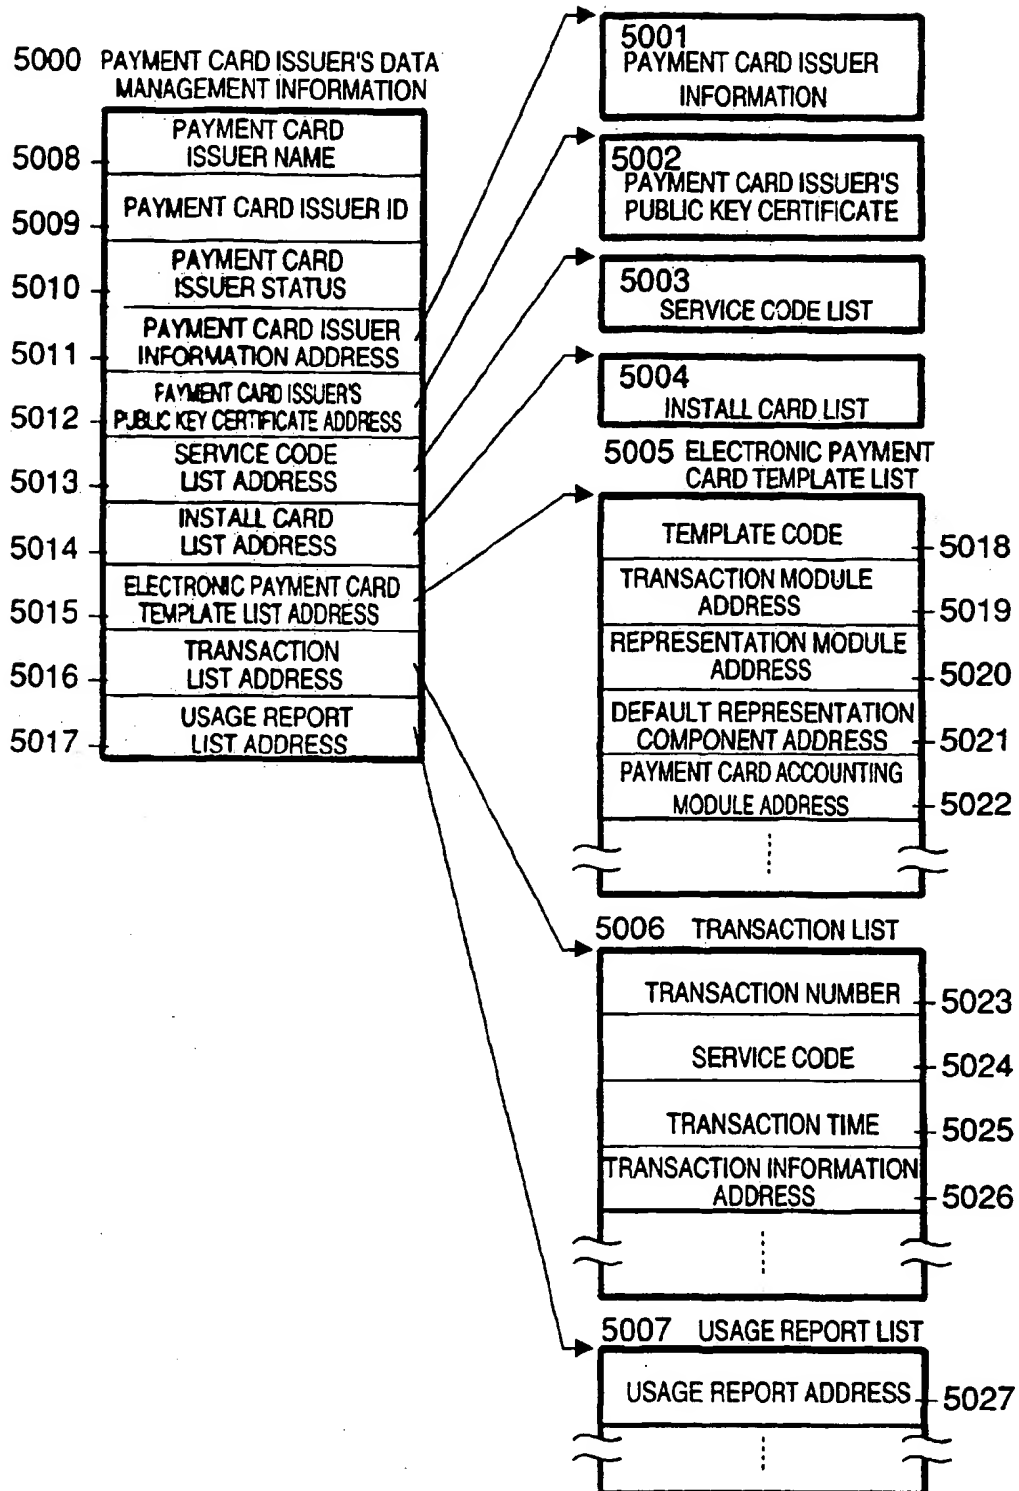 5000 PAYMENT CARD ISSUER'S DATA
MANAGEMENT INFORMATION
5008
PAYMENT CARD
ISSUER NAME
5009
PAYMENT CARD ISSUER ID
5010
PAYMENT CARD
ISSUER STATUS
5011
PAYMENT CARD ISSUER
INFORMATION ADDRESS
5012
PAYMENT CARD ISSUER'S
PUBLIC KEY CERTIFICATE ADDRESS
5013
SERVICE CODE
LIST ADDRESS
5014
INSTALL CARD
LIST ADDRESS
5015
ELECTRONIC PAYMENT CARD
TEMPLATE LIST ADDRESS
5016
TRANSACTION
LIST ADDRESS
5017
USAGE REPORT
LIST ADDRESS
5001
PAYMENT CARD ISSUER
INFORMATION
5002
PAYMENT CARD ISSUER'S
PUBLIC KEY CERTIFICATE
5003
SERVICE CODE LIST
5004
INSTALL CARD LIST
5005 ELECTRONIC PAYMENT
CARD TEMPLATE LIST
TEMPLATE CODE
5018
TRANSACTION MODULE
ADDRESS
5019
REPRESENTATION MODULE
ADDRESS
5020
DEFAULT REPRESENTATION
COMPONENT ADDRESS
5021
PAYMENT CARD ACCOUNTING
MODULE ADDRESS
5022
5006 TRANSACTION LIST
TRANSACTION NUMBER
5023
SERVICE CODE
5024
TRANSACTION TIME
5025
TRANSACTION INFORMATION
ADDRESS
5026
5007 USAGE REPORT LIST
USAGE REPORT ADDRESS
5027